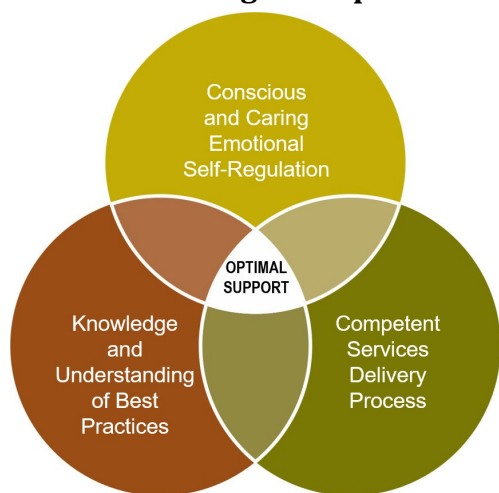 Conscious
and Caring
Emotional
Self-Regulation
OPTIMAL
SUPPORT
Knowledge
and
Understanding
of Best
Practices
Competent
Services
Delivery
Process